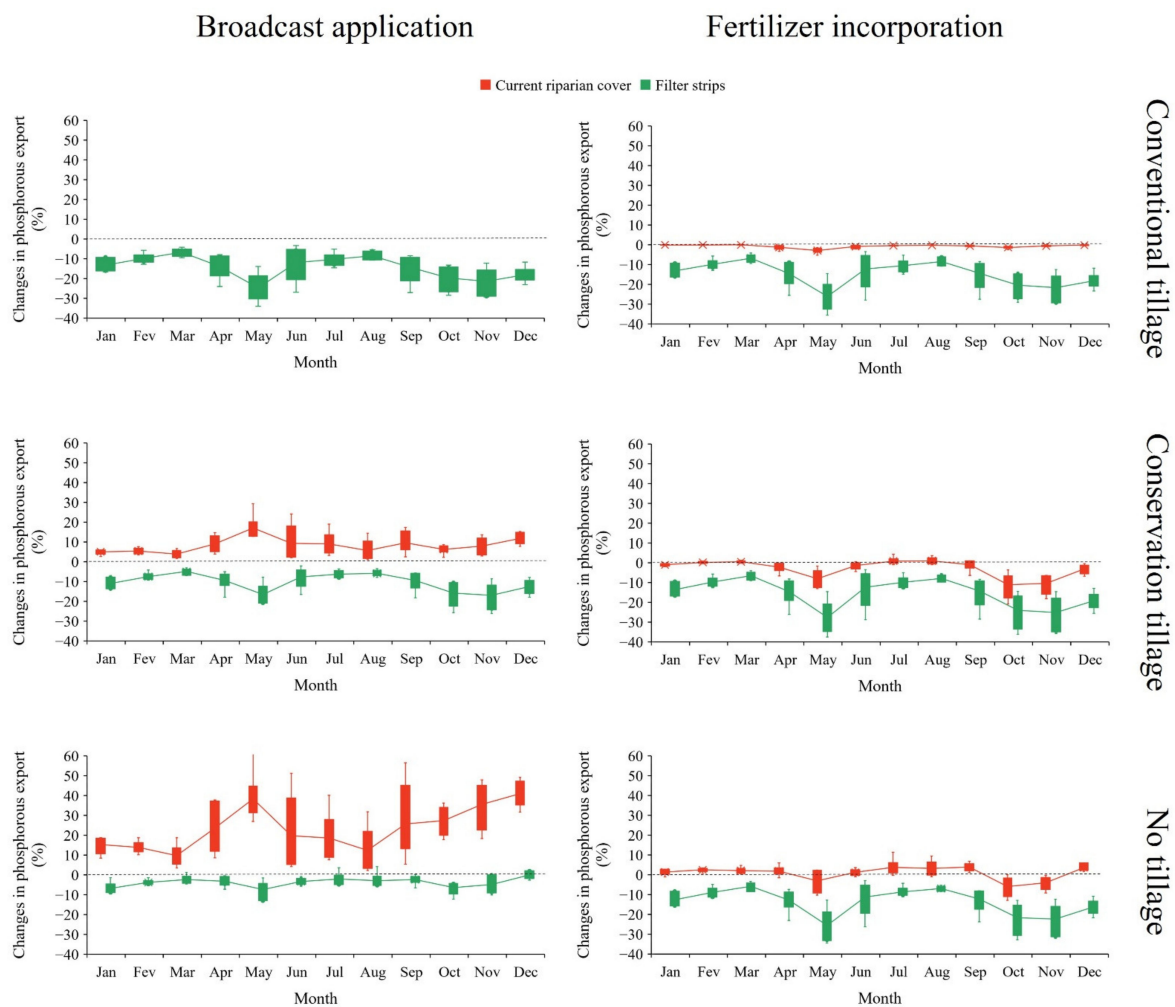 Broadcast application
Fertilizer incorporation
Current riparian cover
Filter strips
Changes in phosphorous export
(%)
60
50
40
30
20
10
0
−10
−20
−30
−40
Jan Fev Mar Apr May Jun Jul Aug Sep Oct Nov Dec
Month
Changes in phosphorous export
(%)
60
50
40
30
20
10
0
−10
−20
−30
−40
Jan Fev Mar Apr May Jun Jul Aug Sep Oct Nov Dec
Month
Conventional tillage
Changes in phosphorous export
(%)
60
50
40
30
20
10
0
−10
−20
−30
−40
Jan Fev Mar Apr May Jun Jul Aug Sep Oct Nov Dec
Month
Changes in phosphorous export
(%)
60
50
40
30
20
10
0
−10
−20
−30
−40
Jan Fev Mar Apr May Jun Jul Aug Sep Oct Nov Dec
Month
Conservation tillage
Changes in phosphorous export
(%)
60
50
40
30
20
10
0
−10
−20
−30
−40
Jan Fev Mar Apr May Jun Jul Aug Sep Oct Nov Dec
Month
Changes in phosphorous export
(%)
60
50
40
30
20
10
0
−10
−20
−30
−40
Jan Fev Mar Apr May Jun Jul Aug Sep Oct Nov Dec
Month
No tillage